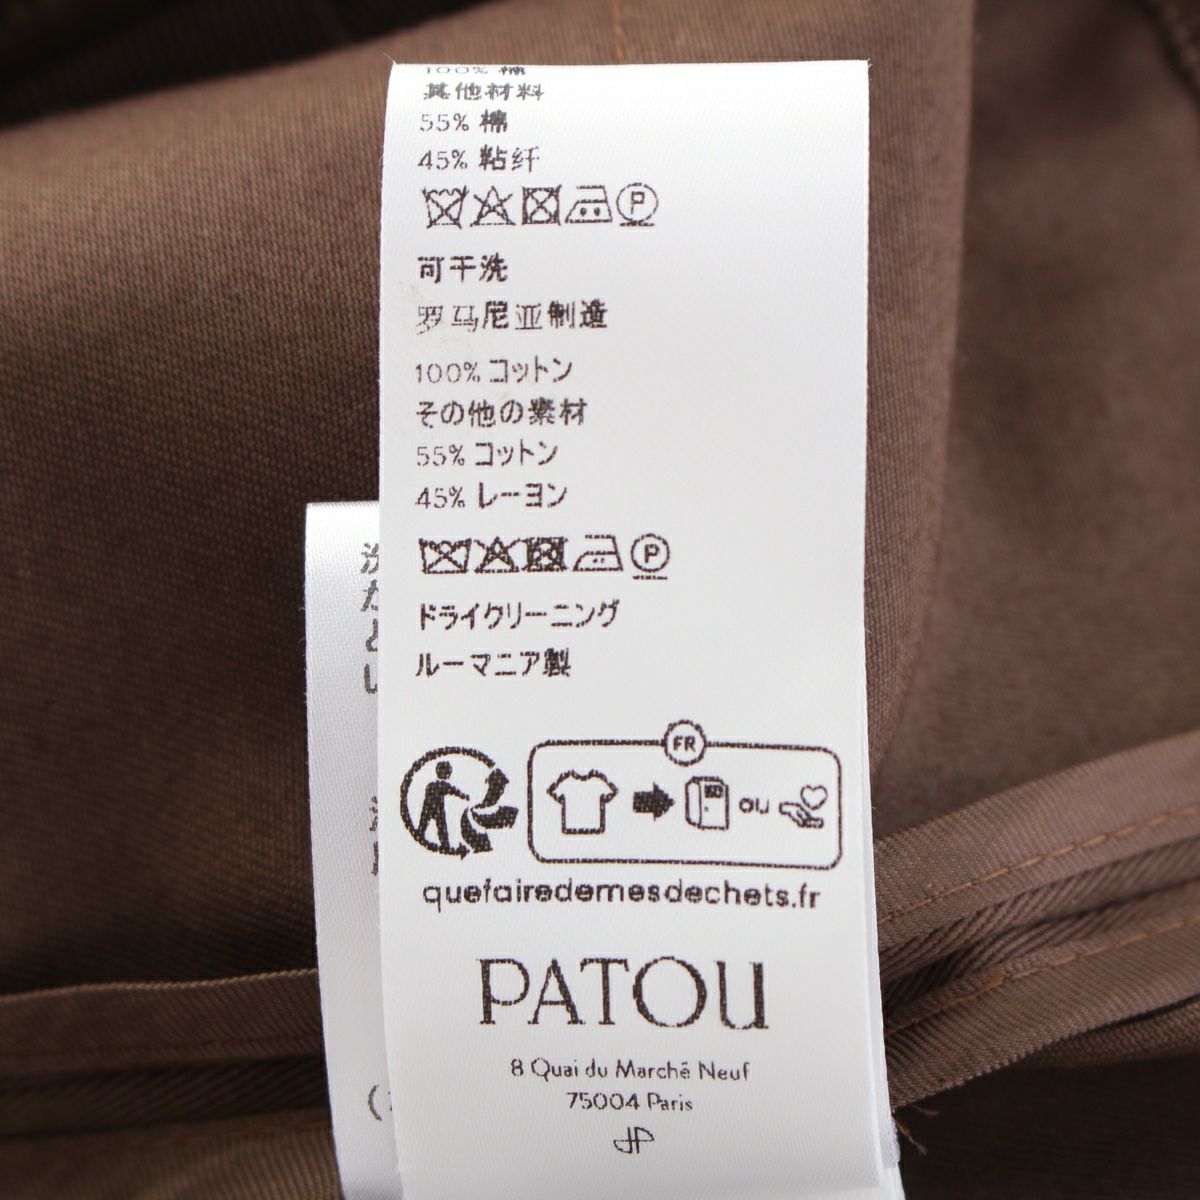 100% 棉
其他材料
55% 棉
45% 粘纤
P
可干洗
罗马尼亚制造
100% コットン
その他の素材
55% コットン
45% レーヨン
P
ドライクリーニング
ルーマニア製
FR
ou
quefairedemesdechets.fr
PATOU
8 Quai du Marché Neuf
75004 Paris
JP